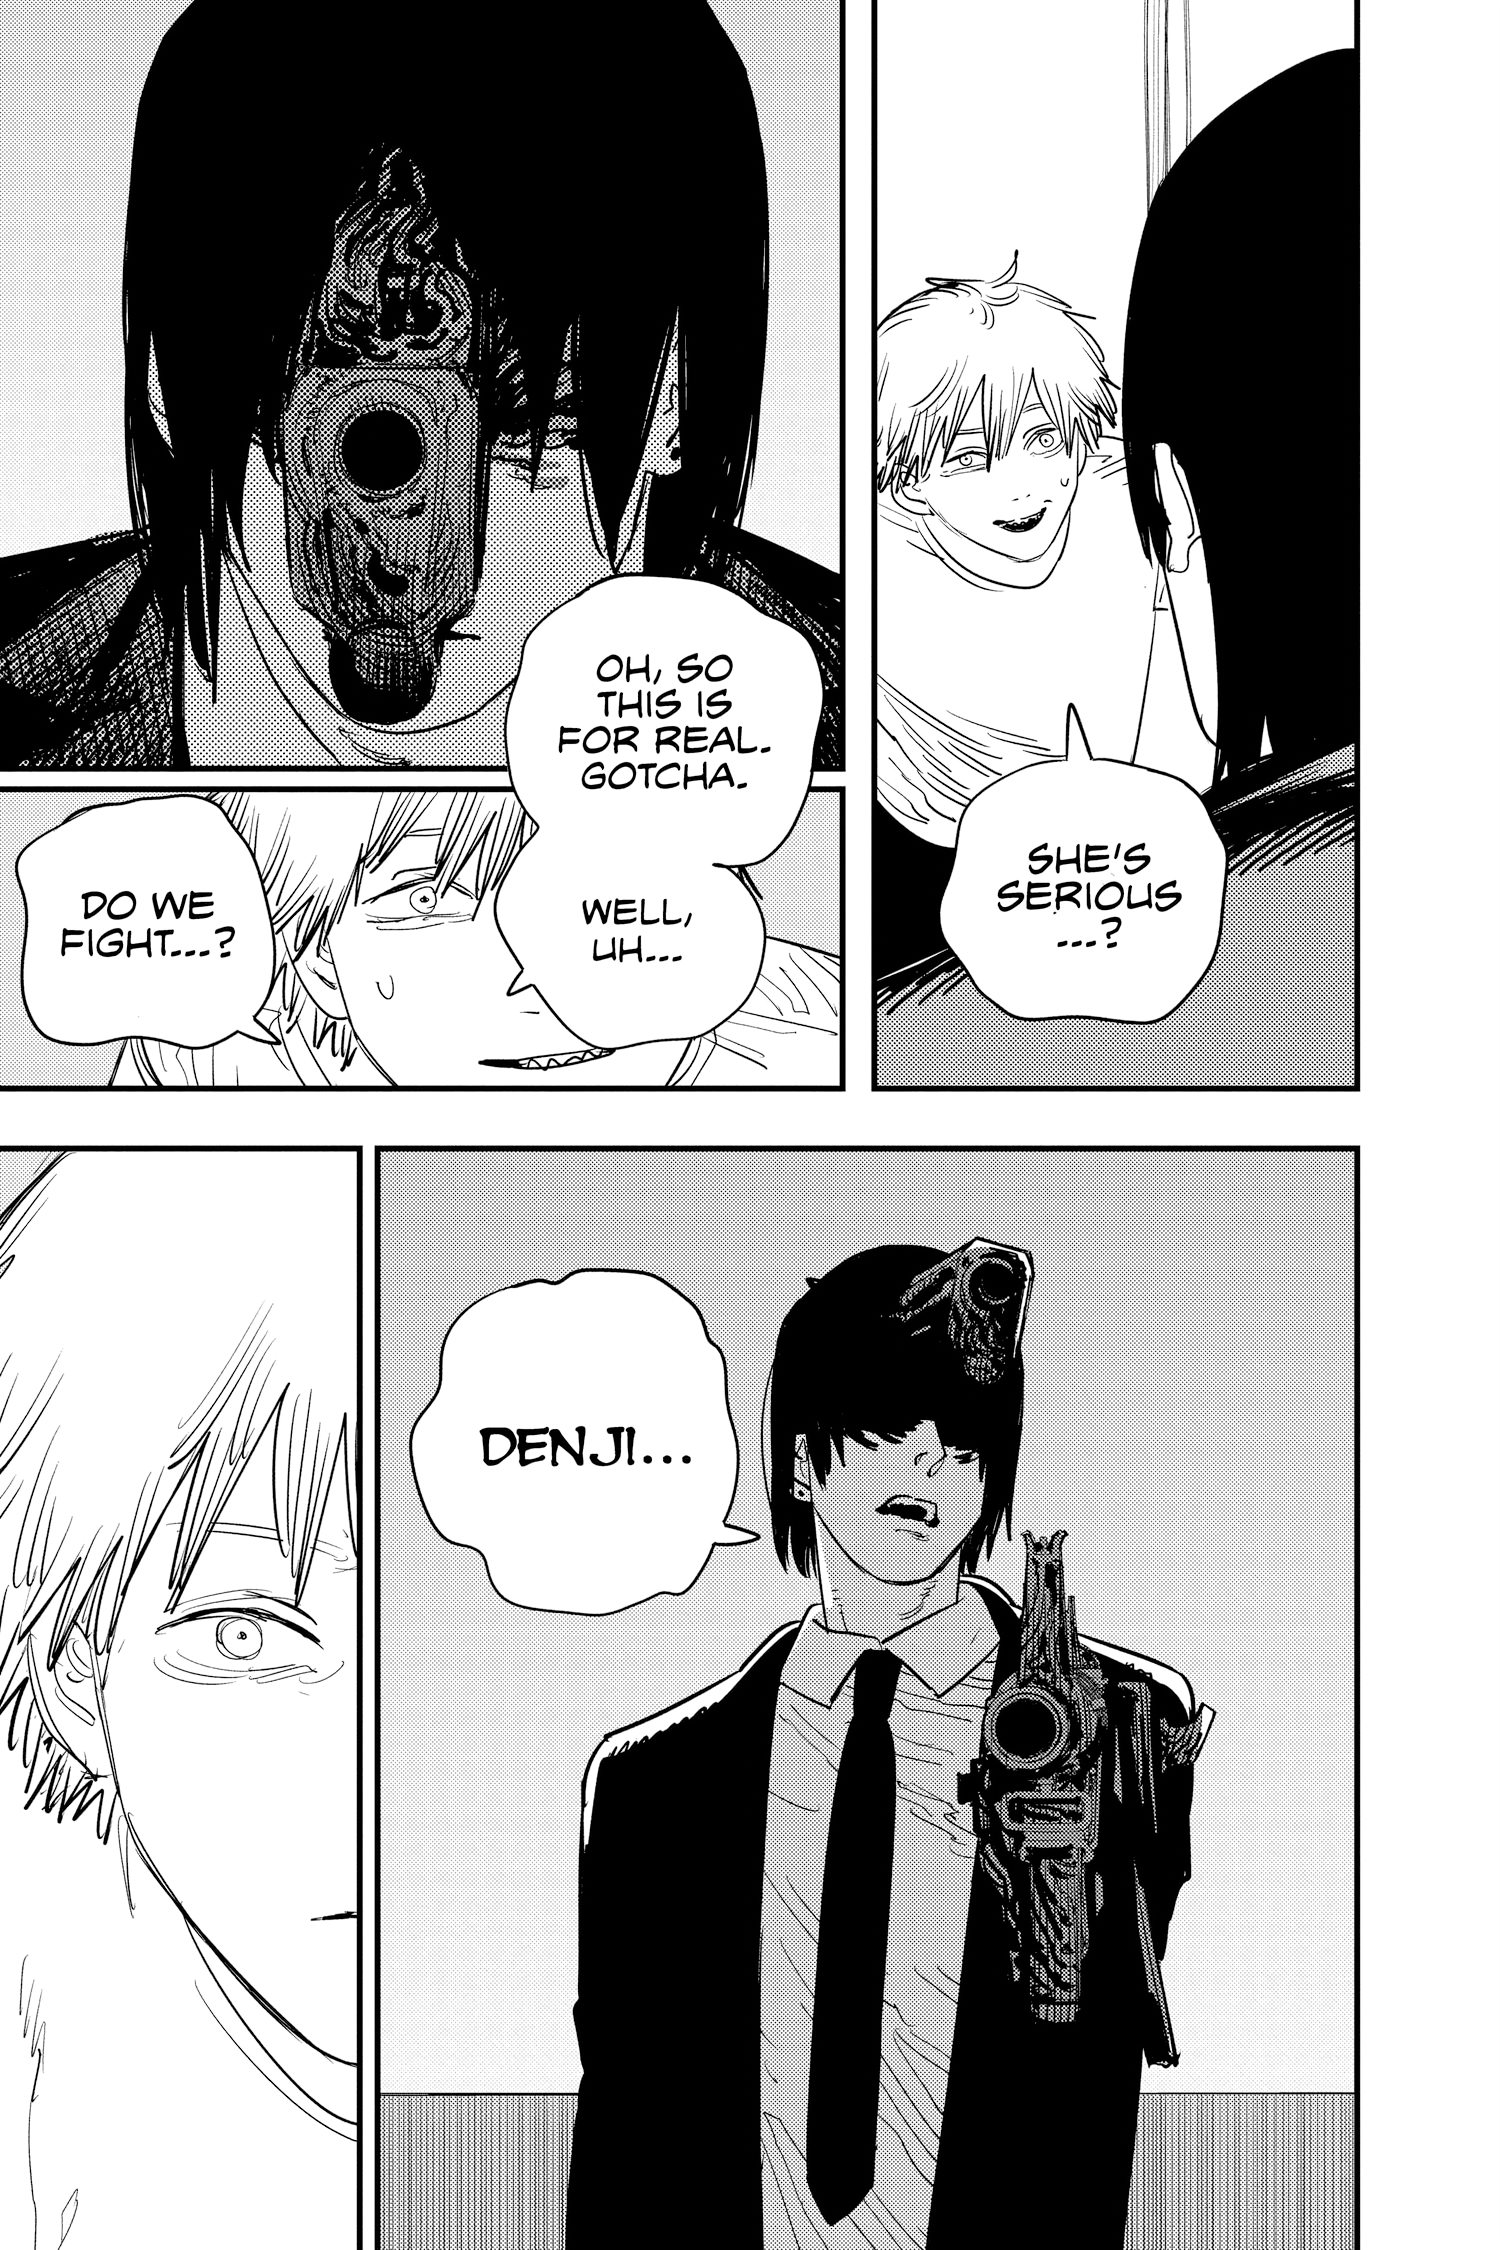 SHE'S
SERIOUS
...?
OH, SO
THIS IS
FOR REAL.
GOTCHA.
WELL,
UH...
DO WE
FIGHT...?
DENJI...